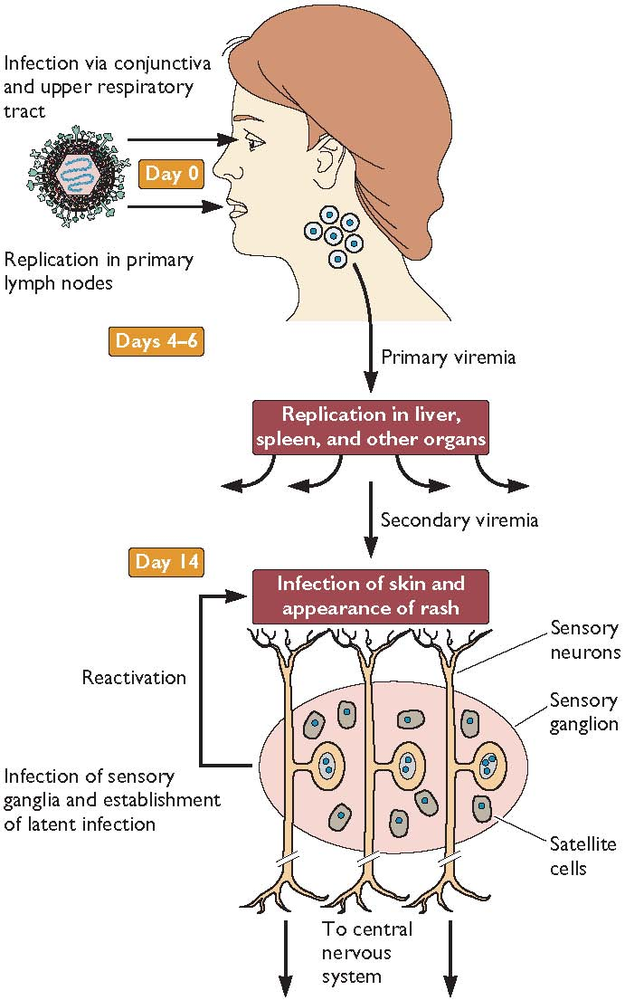 Infection via conjunctiva
and upper respiratory
tract
Day 0
Replication in primary
lymph nodes
Days 4–6
Primary viremia
Replication in liver,
spleen, and other organs
Secondary viremia
Day 14
Infection of skin and
appearance of rash
Reactivation
Sensory
neurons
Sensory
ganglion
Infection of sensory
ganglia and establishment
of latent infection
Satellite
cells
To central
nervous
system